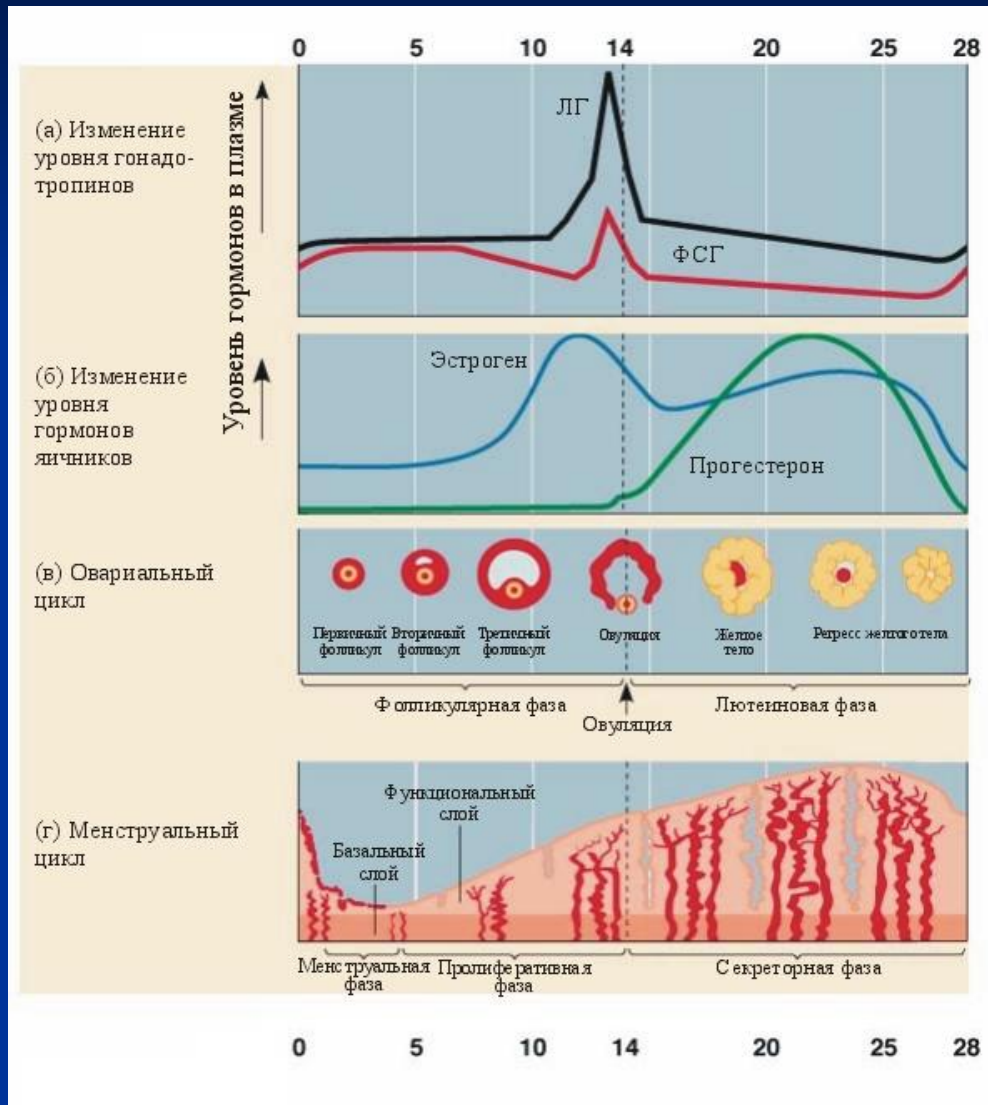 0 5 10 14 20 25 28
Уровень гормонов в плазме
(а) Изменение
уровня гонадо-
тропинов
ЛГ
ФСГ
(б) Изменение
уровня
гормонов
яичников
Эстроген
Прогестерон
(в) Овариальный
цикл
Первичный
фолликул
Вторичный
фолликул
Третичный
фолликул
Овуляция
Желтое
тело
Регресс желтого тела
Фолликулярная фаза
Овуляция
Лютеиновая фаза
(г) Менструальный
цикл
Функциональный
слой
Базальный
слой
Менструальная
фаза
Пролиферативная
фаза
Секреторная фаза
0 5 10 14 20 25 28